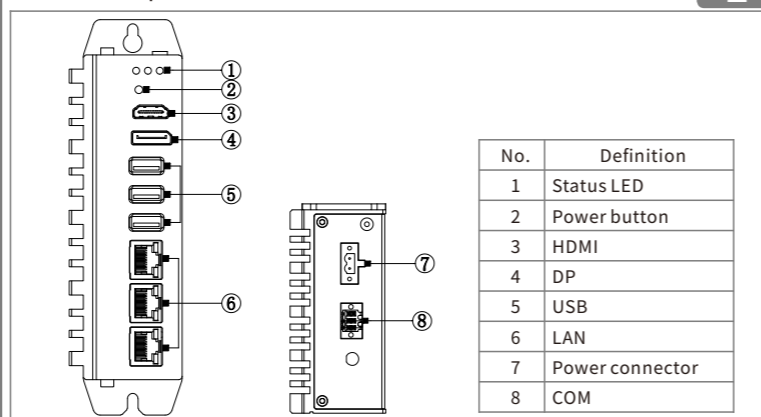 ①
②
③
④
⑤
⑥
⑦
⑧
No. Definition
1 Status LED
2 Power button
3 HDMI
4 DP
5 USB
6 LAN
7 Power connector
8 COM